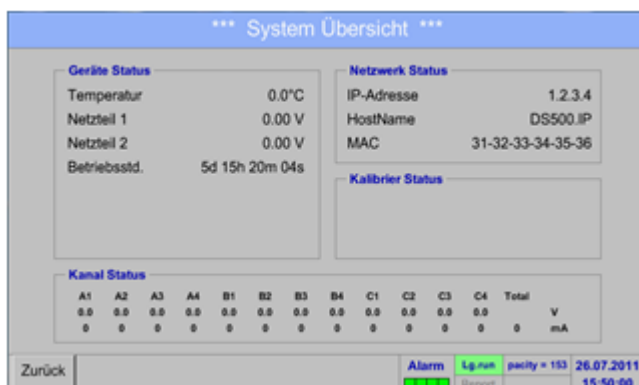 *** System Übersicht ***
Geräte Status
Temperatur 0.0°C
Netzteil 1 0.00 V
Netzteil 2 0.00 V
Betriebsstd. 5d 15h 20m 04s
Netzwerk Status
IP-Adresse 1.2.3.4
HostName DS500.IP
MAC 31-32-33-34-35-36
Kalibrier Status
Kanal Status
A1 A2 A3 A4 B1 B2 B3 B4 C1 C2 C3 C4 Total
0.0 0.0 0.0 0.0 0.0 0.0 0.0 0.0 0.0 0.0 0.0 0.0 V
0 0 0 0 0 0 0 0 0 0 0 0 0 mA
Zurück
Alarm Lg.run pacity = 153 26.07.2011
Report 15:50:00